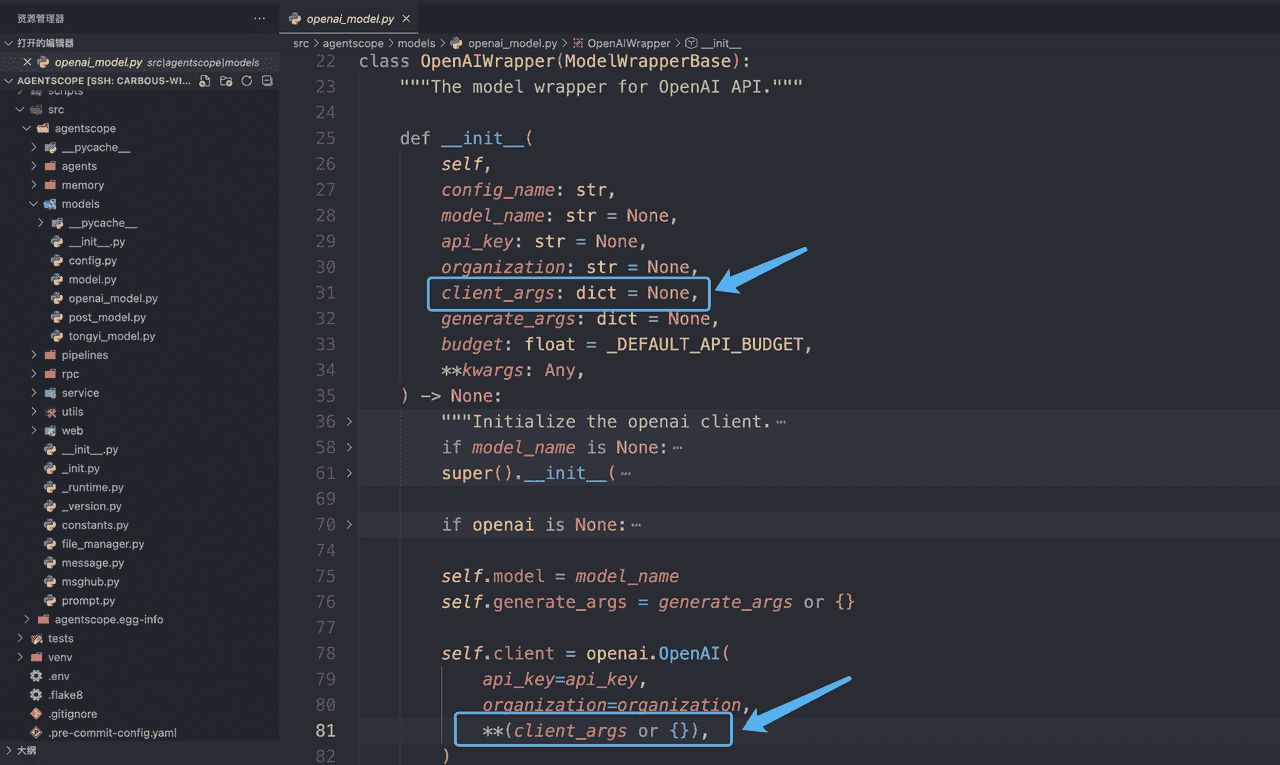 资源管理器 ···
打开的编辑器
openai_model.py src\agentscope\models
AGENTSCOPE [SSH: CARBOUS-WI...
scripts
src
agentscope
__pycache__
agents
memory
models
__pycache__
__init__.py
config.py
model.py
openai_model.py
post_model.py
tongyi_model.py
pipelines
rpc
service
utils
web
__init__.py
_init.py
_runtime.py
_version.py
constants.py
file_manager.py
message.py
msghub.py
prompt.py
agentscope.egg-info
tests
venv
.env
.flake8
.gitignore
.pre-commit-config.yaml
大纲
openai_model.py
src > agentscope > models > openai_model.py > OpenAIWrapper > __init__
22 class OpenAIWrapper(ModelWrapperBase):
23 """The model wrapper for OpenAI API."""
24
25 def __init__(
26 self,
27 config_name: str,
28 model_name: str = None,
29 api_key: str = None,
30 organization: str = None,
31 client_args: dict = None,
32 generate_args: dict = None,
33 budget: float = _DEFAULT_API_BUDGET,
34 **kwargs: Any,
35 ) -> None:
36 """Initialize the openai client.···
58 if model_name is None:···
61 super().__init__(···
69
70 if openai is None:···
74
75 self.model = model_name
76 self.generate_args = generate_args or {}
77
78 self.client = openai.OpenAI(
79 api_key=api_key,
80 organization=organization,
81 **(client_args or {}),
82 )